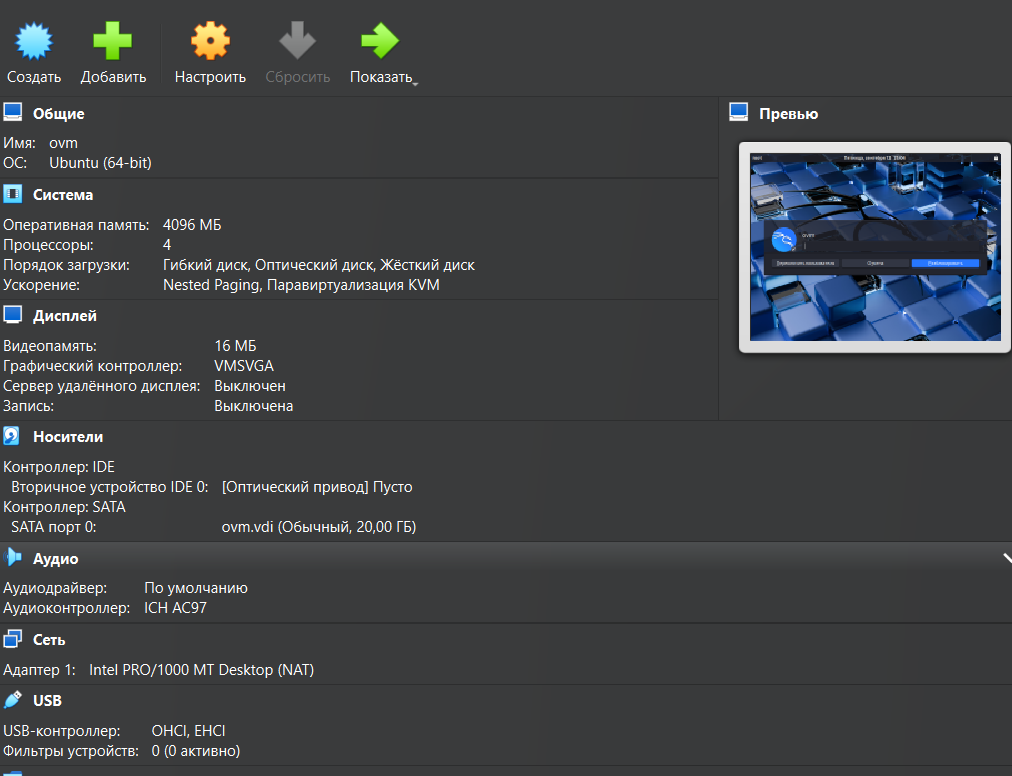 Создать Добавить Настроить Сбросить Показать
Общие
Имя: ovm
ОС: Ubuntu (64-bit)
Система
Оперативная память: 4096 МБ
Процессоры: 4
Порядок загрузки: Гибкий диск, Оптический диск, Жёсткий диск
Ускорение: Nested Paging, Паравиртуализация KVM
Дисплей
Видеопамять: 16 МБ
Графический контроллер: VMSVGA
Сервер удалённого дисплея: Выключен
Запись: Выключена
Превью
ovm
Отмена
Разблокировать
Носители
Контроллер: IDE
Вторичное устройство IDE 0: [Оптический привод] Пусто
Контроллер: SATA
SATA порт 0: ovm.vdi (Обычный, 20,00 ГБ)
Аудио
Аудиодрайвер: По умолчанию
Аудиоконтроллер: ICH AC97
Сеть
Адаптер 1: Intel PRO/1000 MT Desktop (NAT)
USB
USB-контроллер: OHCI, EHCI
Фильтры устройств: 0 (0 активно)